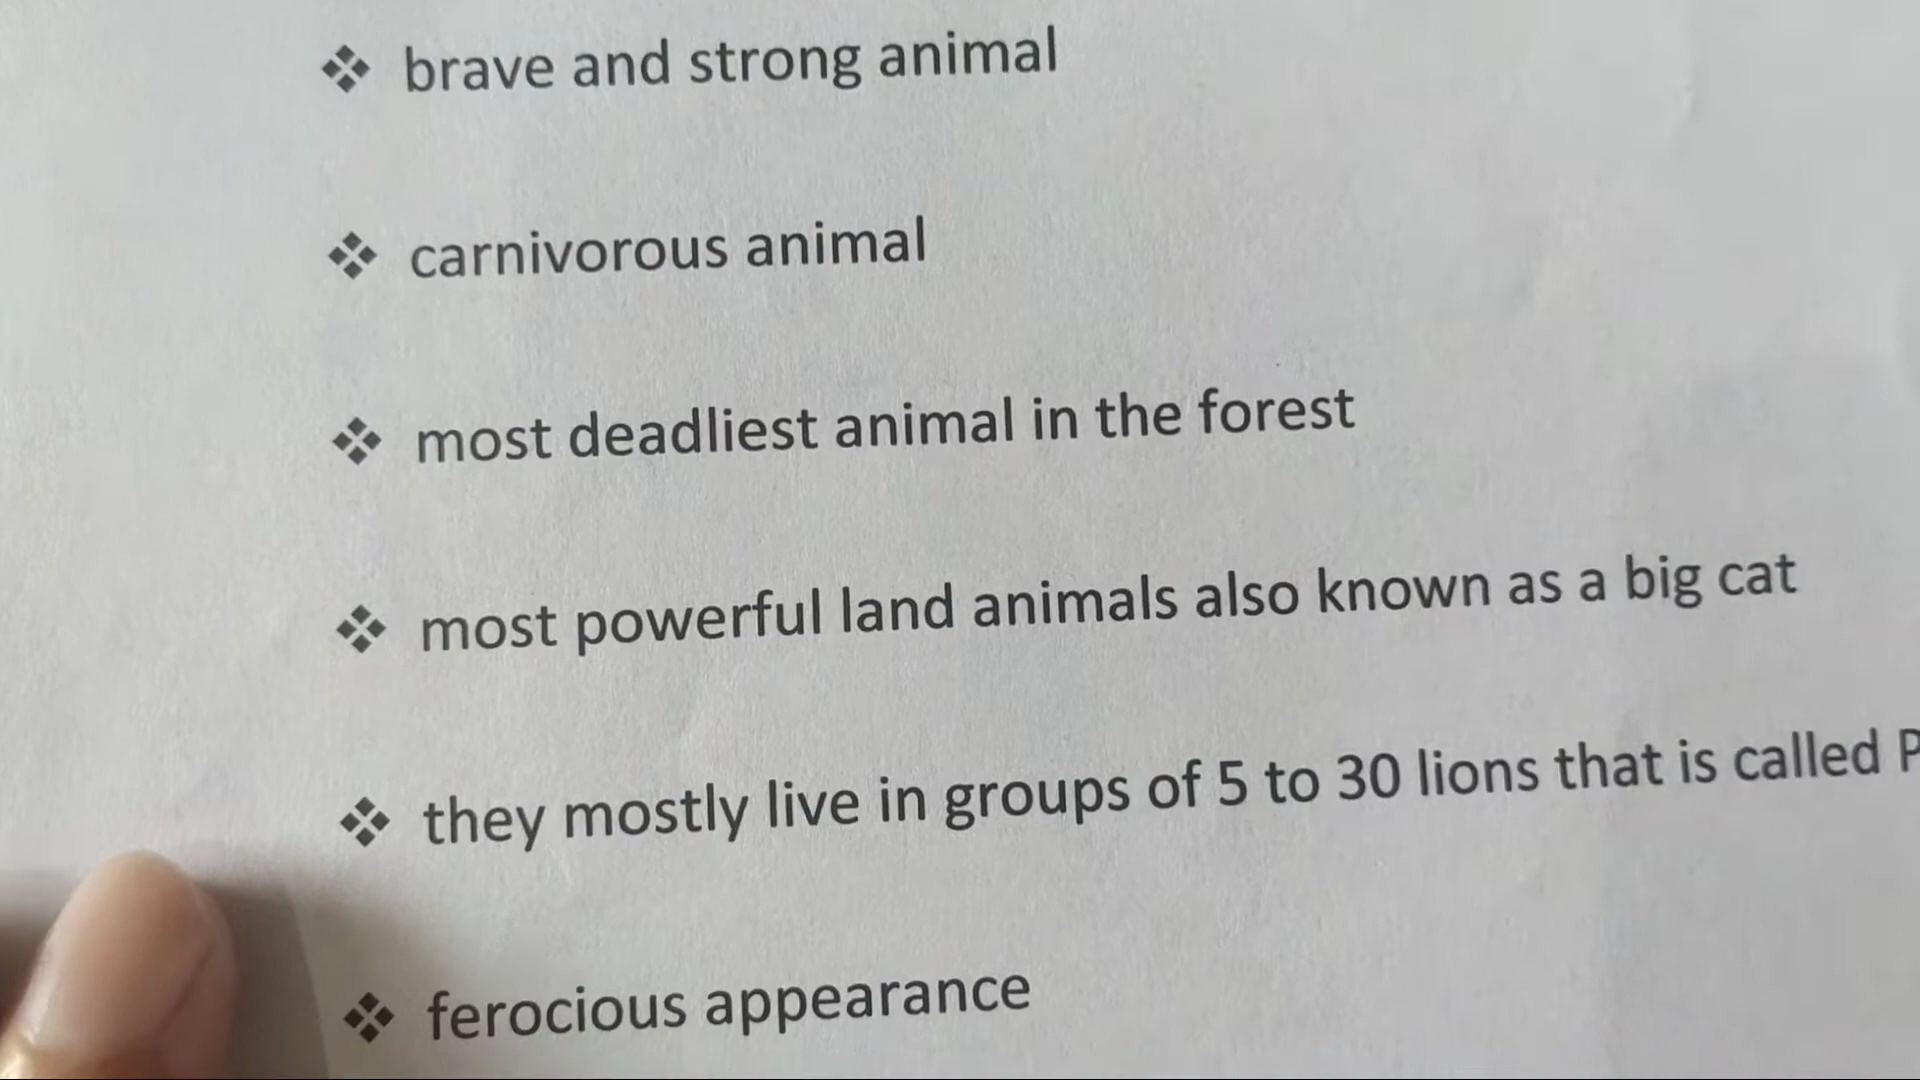 ❖ brave and strong animal
❖ carnivorous animal
❖ most deadliest animal in the forest
❖ most powerful land animals also known as a big cat
❖ they mostly live in groups of 5 to 30 lions that is called
❖ ferocious appearance